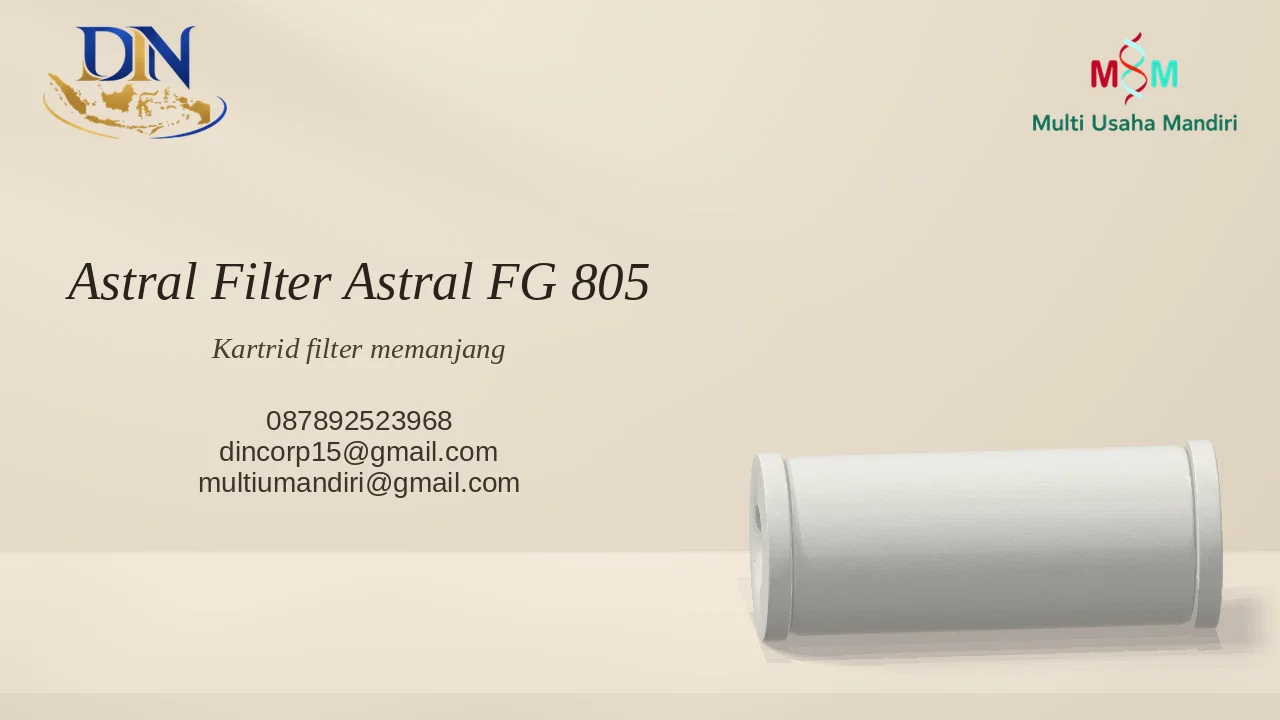 DIN
MSM
Multi Usaha Mandiri
Astral Filter Astral FG 805
Kartrid filter memanjang
087892523968
dincorp15@gmail.com
multiumandiri@gmail.com